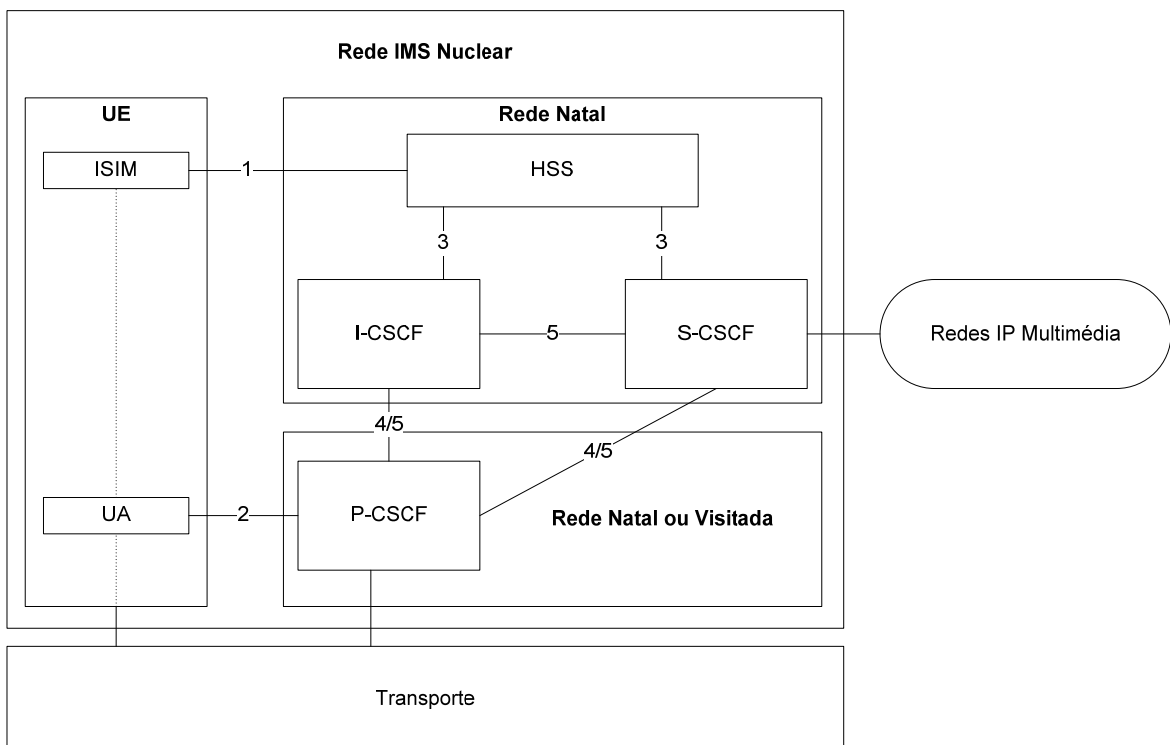 Rede IMS Nuclear
UE
Rede Natal
ISIM
1
HSS
3
3
I-CSCF
5
S-CSCF
Redes IP Multimédia
4/5
4/5
UA
2
P-CSCF
Rede Natal ou Visitada
Transporte